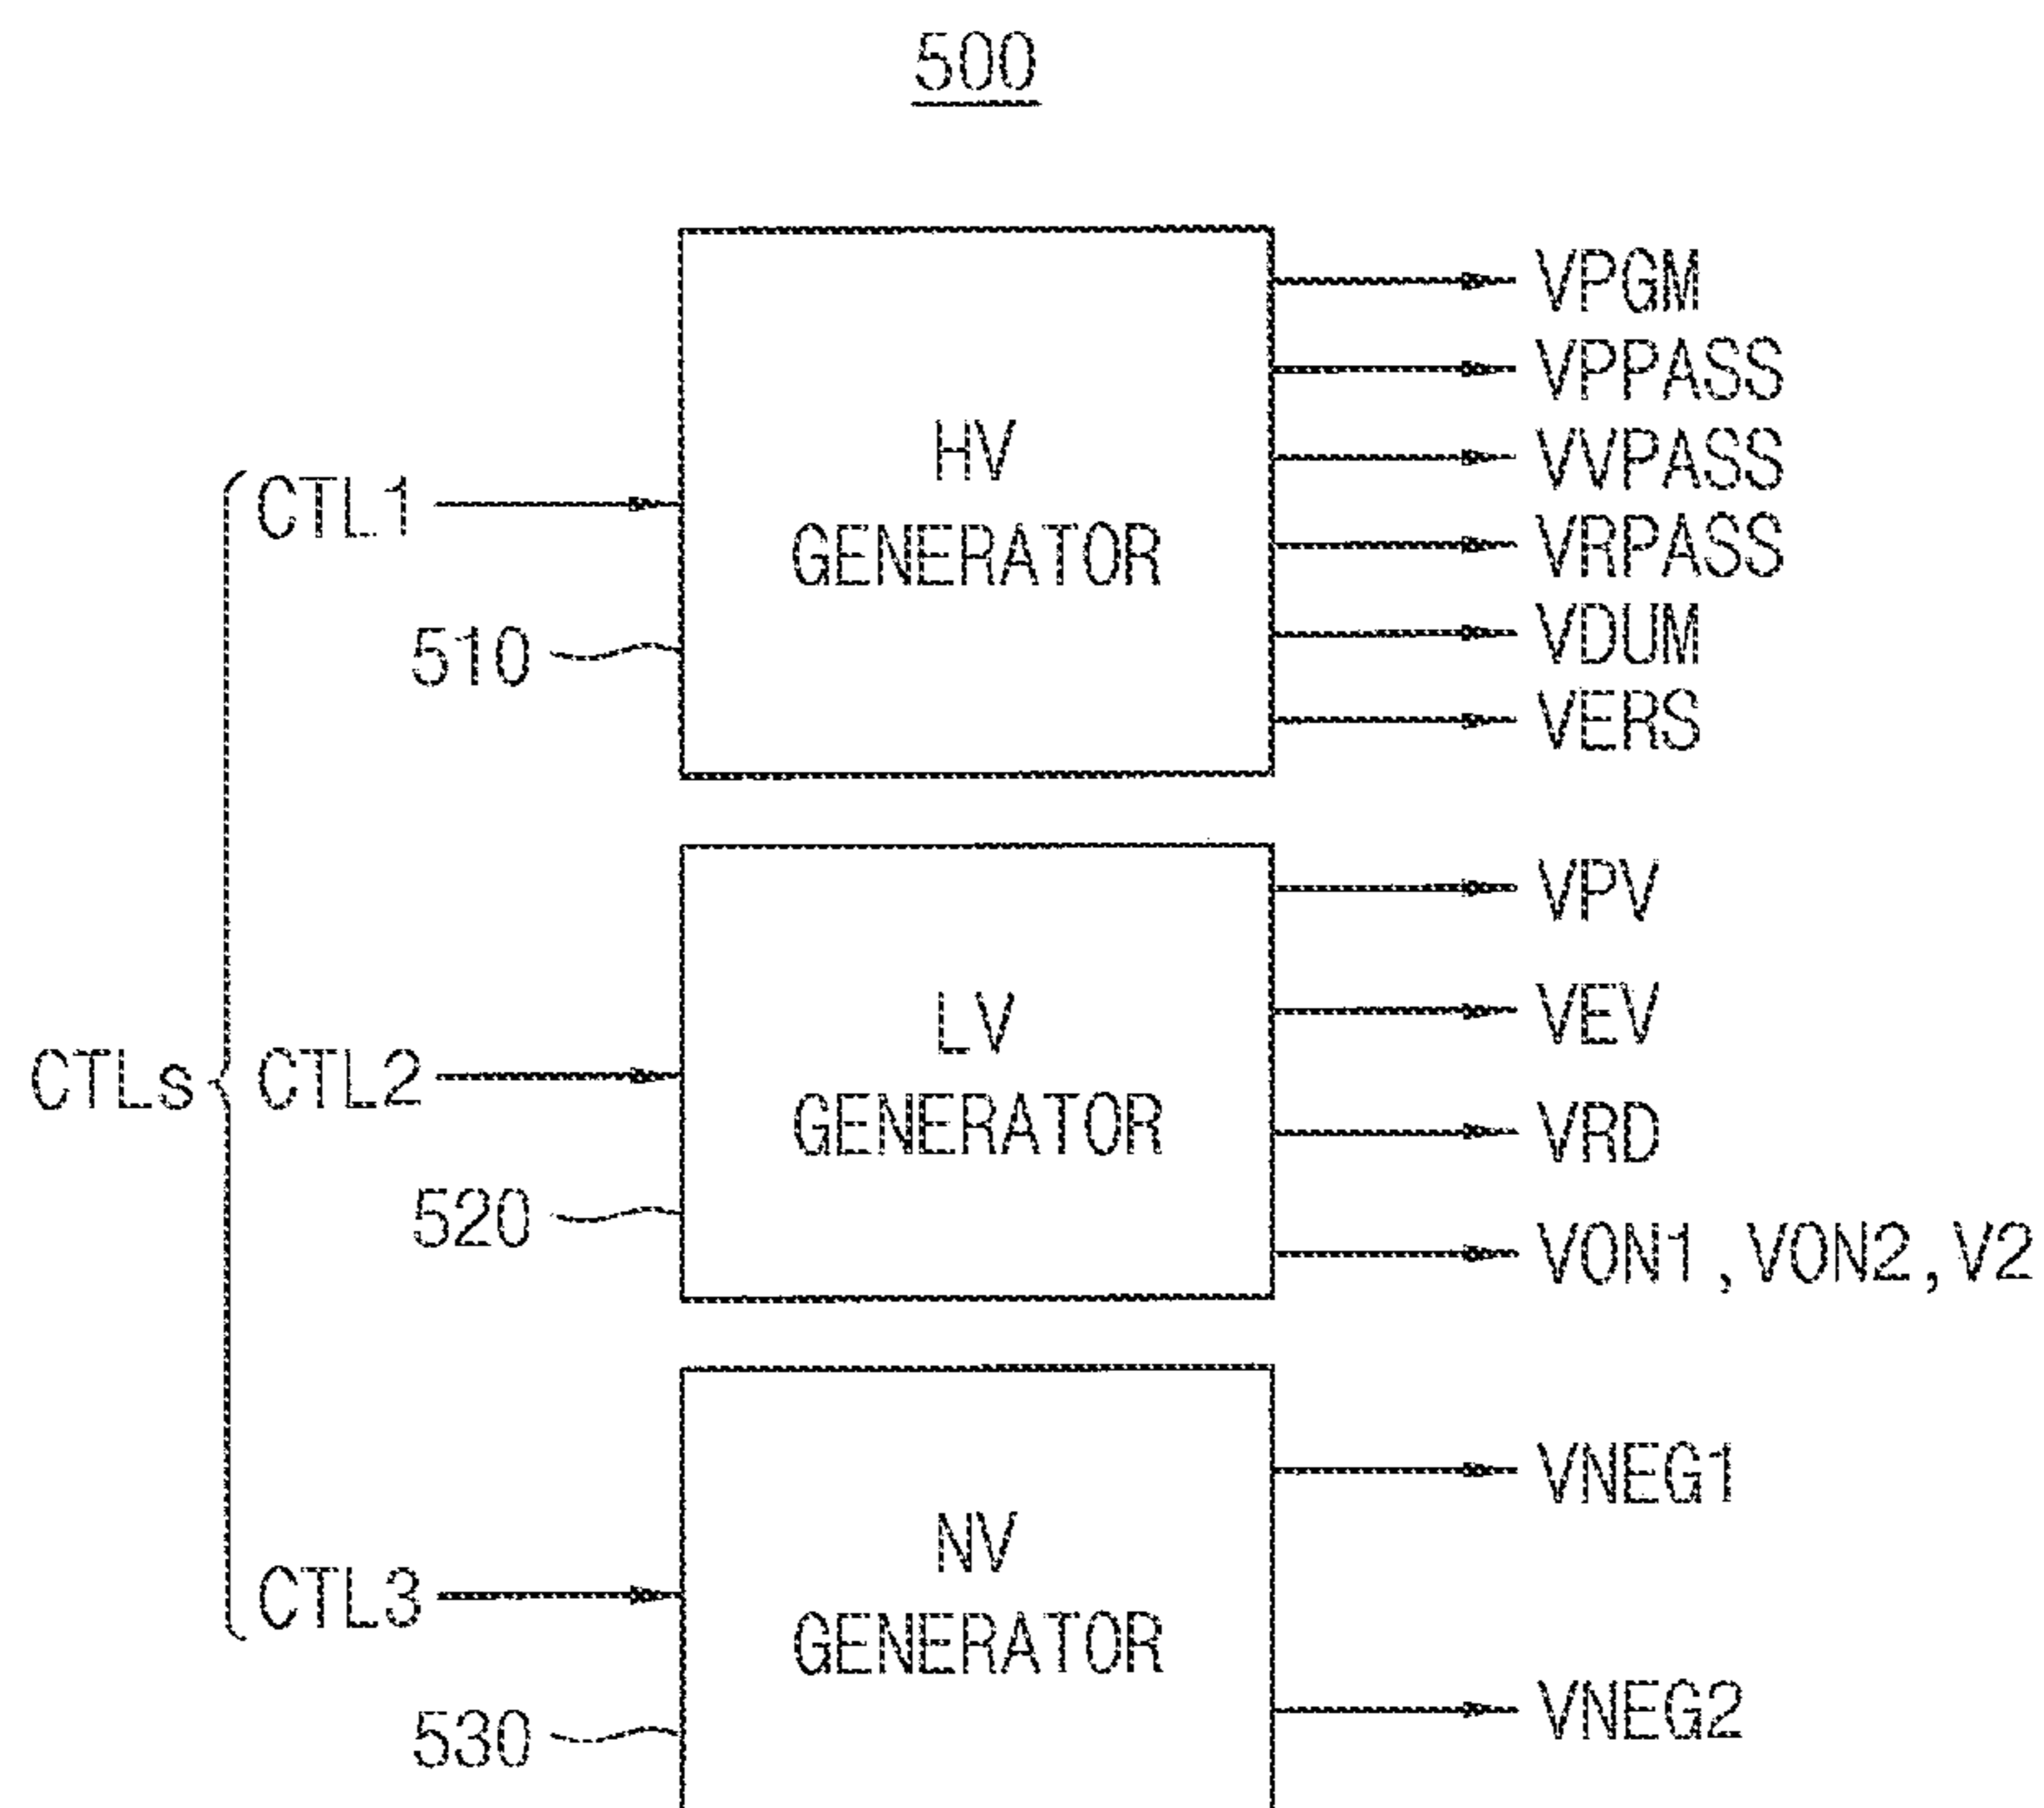 500
CTLs
CTL1
510
HV
GENERATOR
VPGM
VPPASS
VVPASS
VRPASS
VDUM
VERS
CTL2
520
LV
GENERATOR
VPV
VEV
VRD
VON1,VON2,V2
CTL3
530
NV
GENERATOR
VNEG1
VNEG2